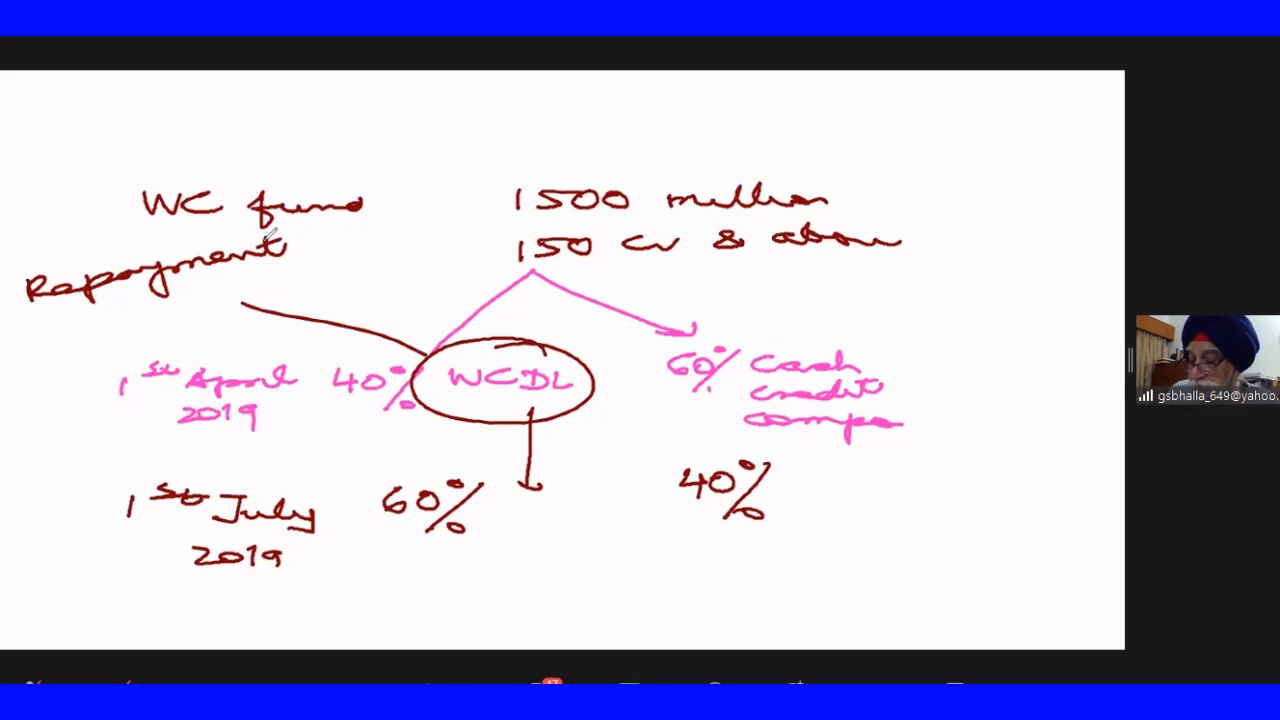 WC fund
1500 million
Repayment
150 Cr & above
1st April 2019
40% WCDL
60% Cash credit compo
1st July 2019
60%
40%
gsbhalla_649@yahoo.
17